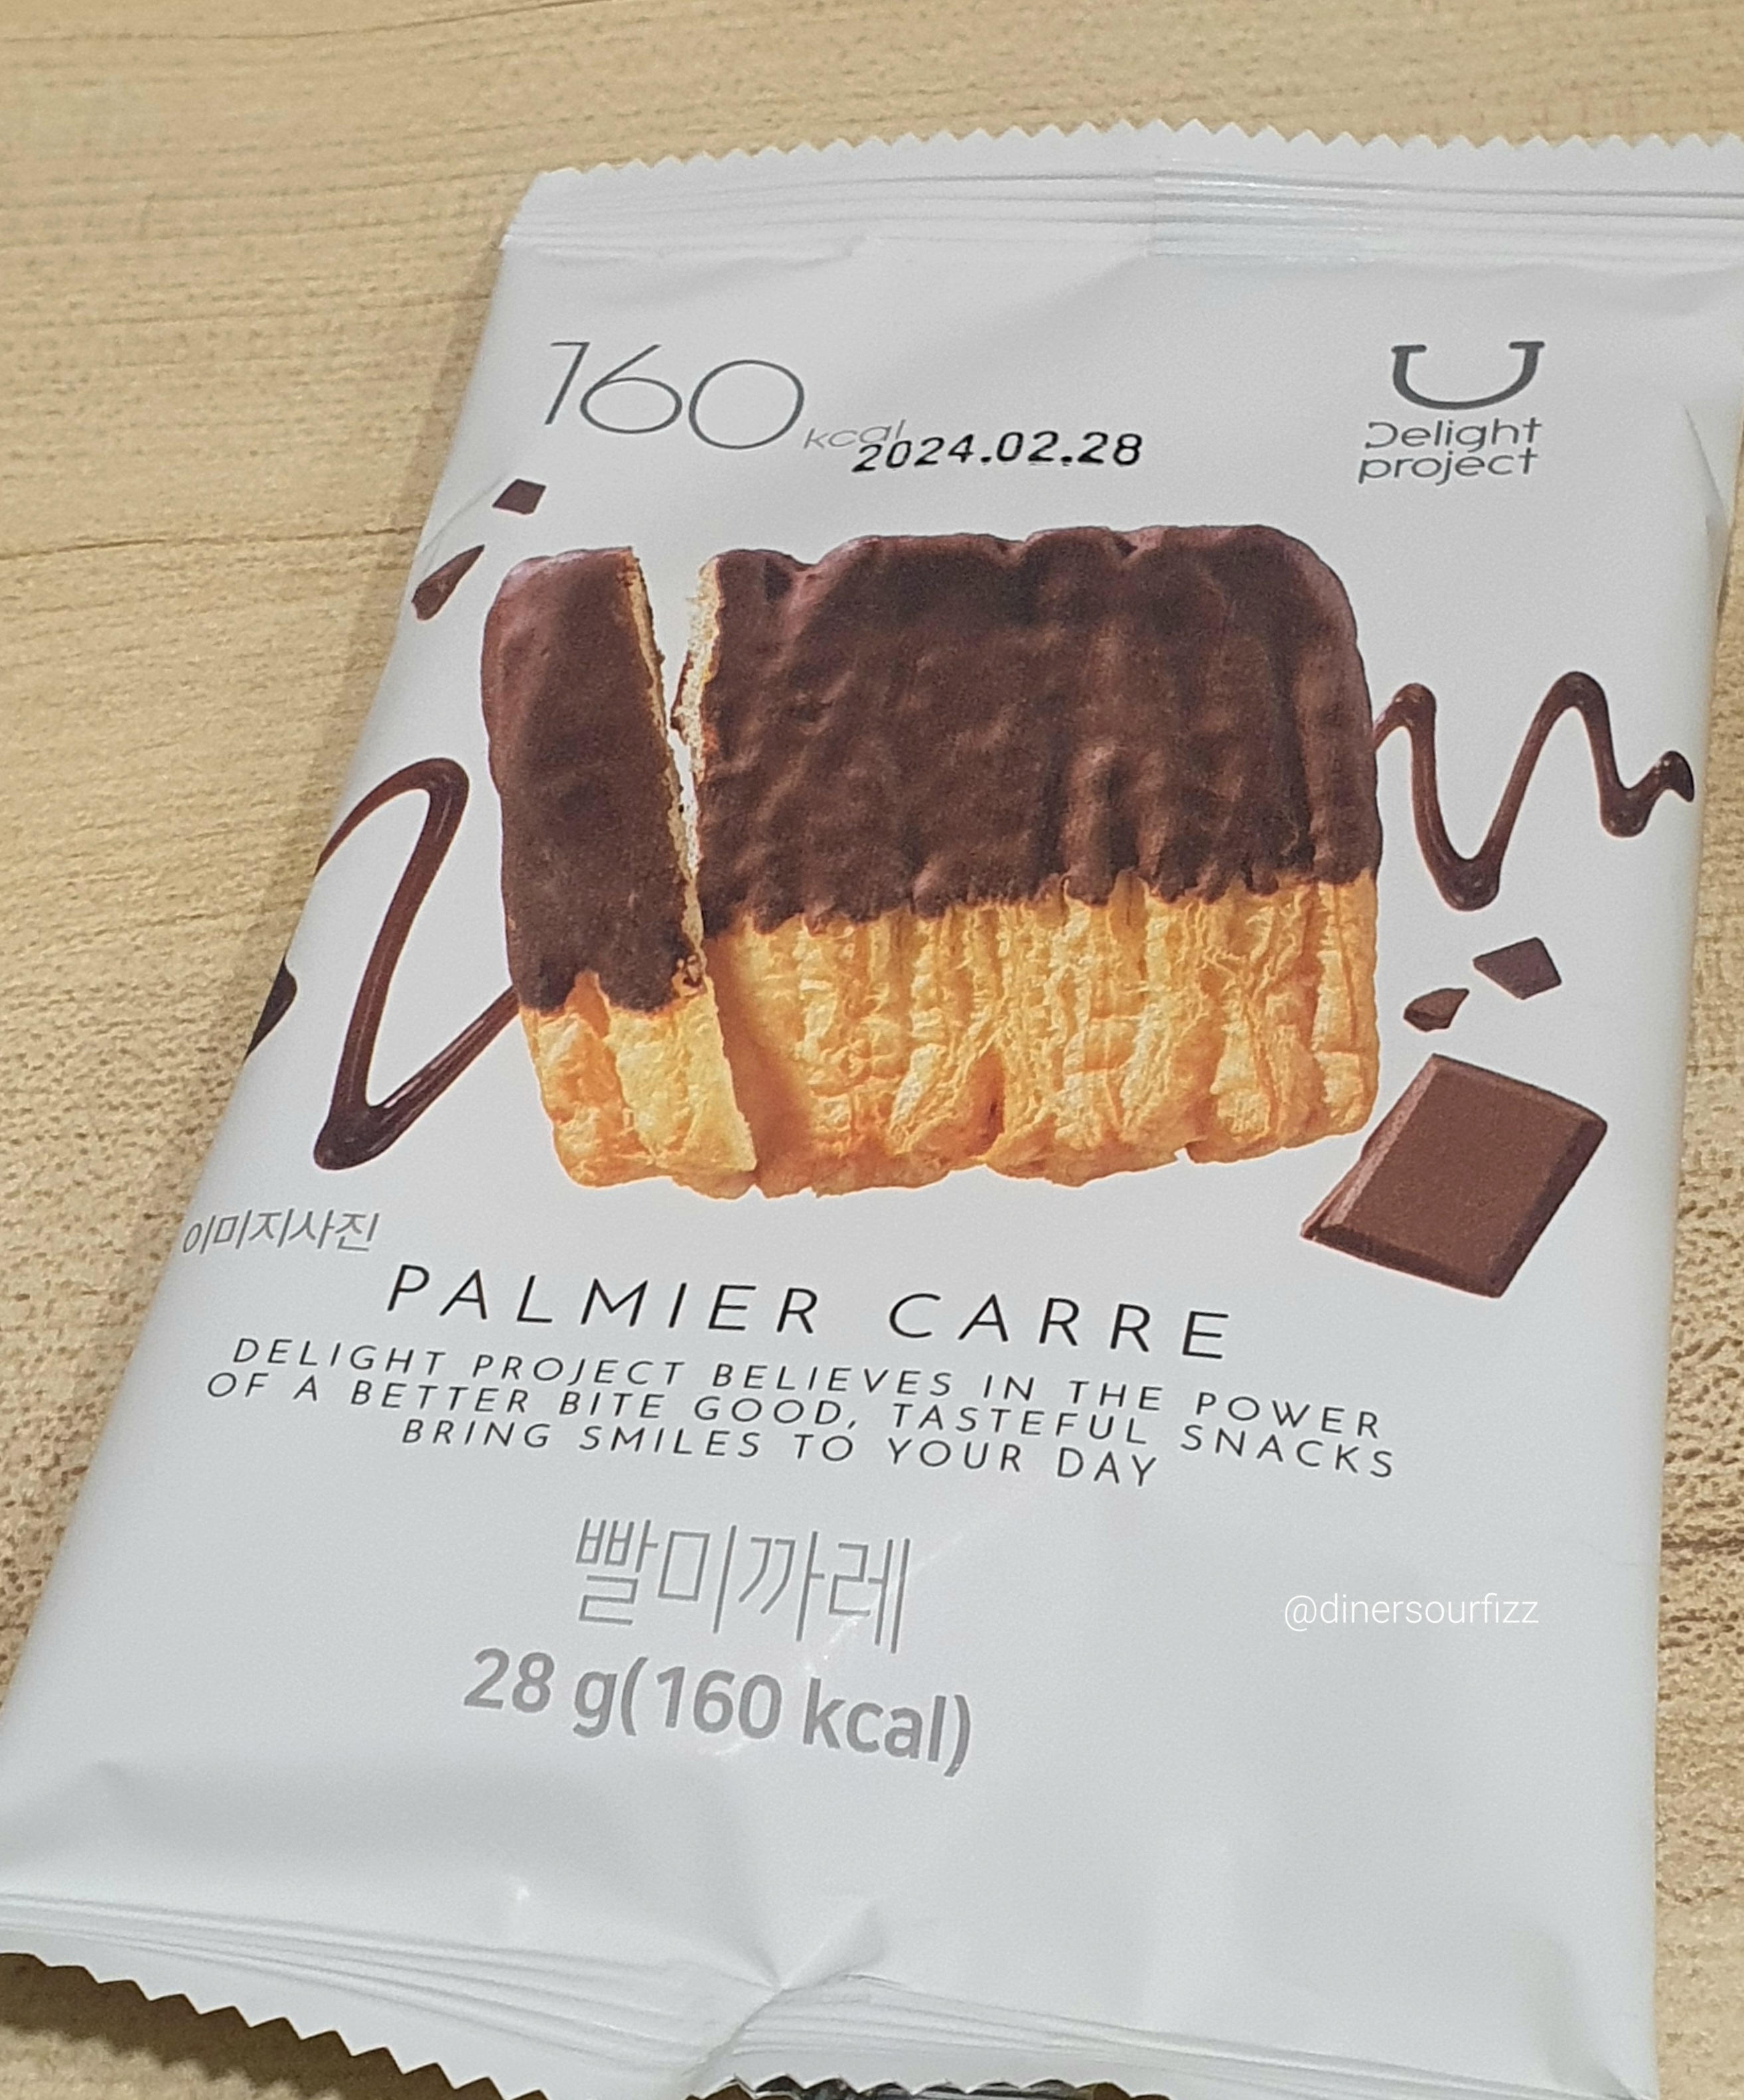 160 kcal
2024.02.28
Delight
project
이미지사진
PALMIER CARRE
DELIGHT PROJECT BELIEVES IN THE POWER
OF A BETTER BITE GOOD, TASTEFUL SNACKS
BRING SMILES TO YOUR DAY
빨미까레
@dinersourfizz
28 g(160 kcal)